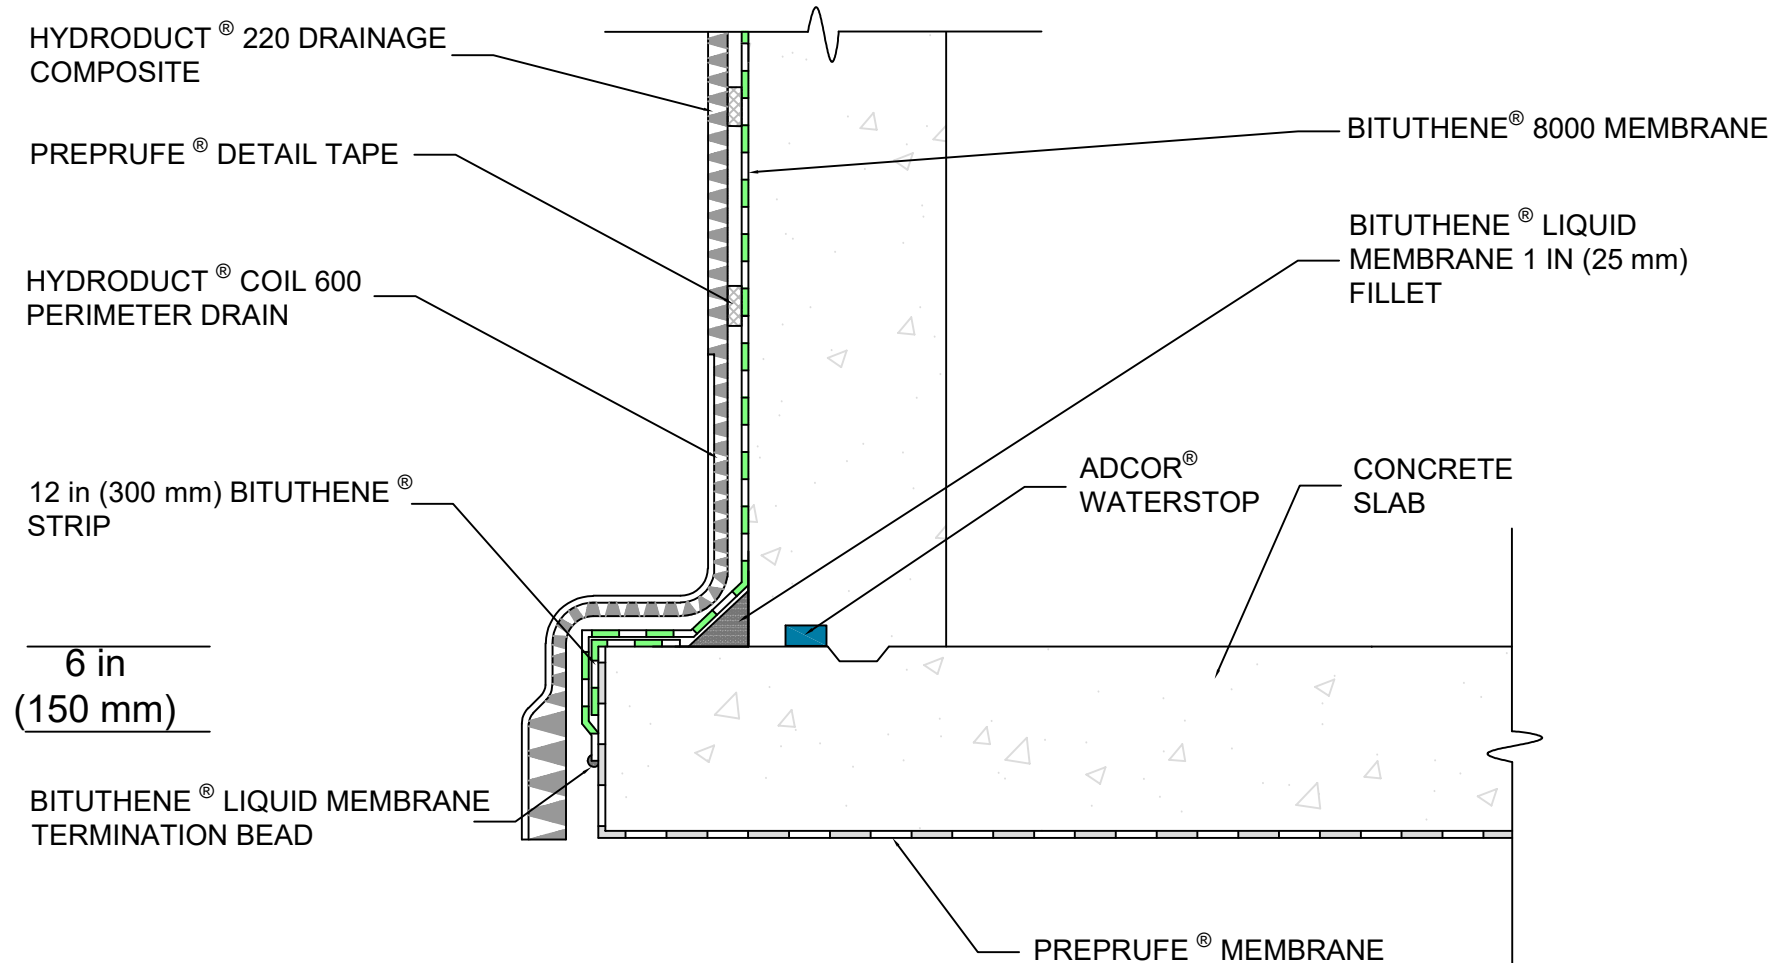 HYDRODUCT ® 220 DRAINAGE
COMPOSITE
PREPRUFE ® DETAIL TAPE
HYDRODUCT ® COIL 600
PERIMETER DRAIN
12 in (300 mm) BITUTHENE ®
STRIP
6 in
(150 mm)
BITUTHENE ® LIQUID MEMBRANE
TERMINATION BEAD
BITUTHENE® 8000 MEMBRANE
BITUTHENE ® LIQUID
MEMBRANE 1 IN (25 mm)
FILLET
ADCOR®
WATERSTOP
CONCRETE
SLAB
PREPRUFE ® MEMBRANE